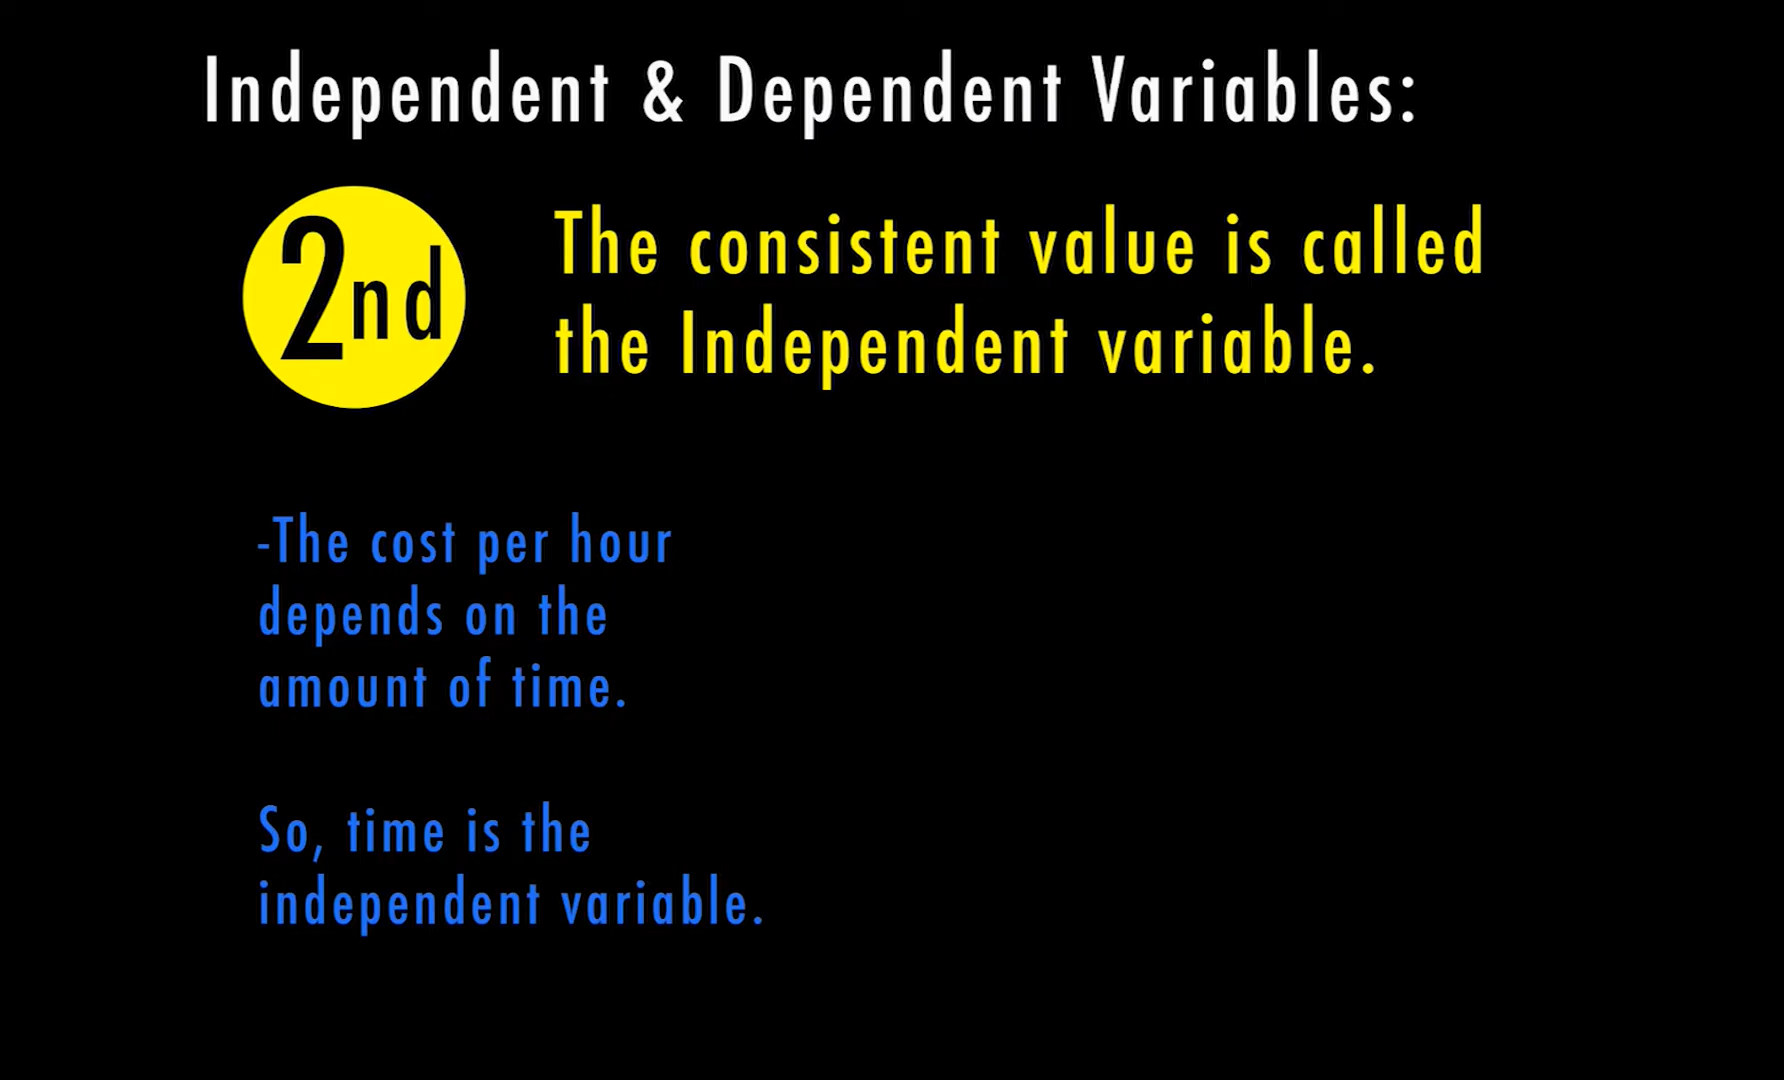 Independent & Dependent Variables:
2nd
The consistent value is called
the Independent variable.
-The cost per hour
depends on the
amount of time.
So, time is the
independent variable.